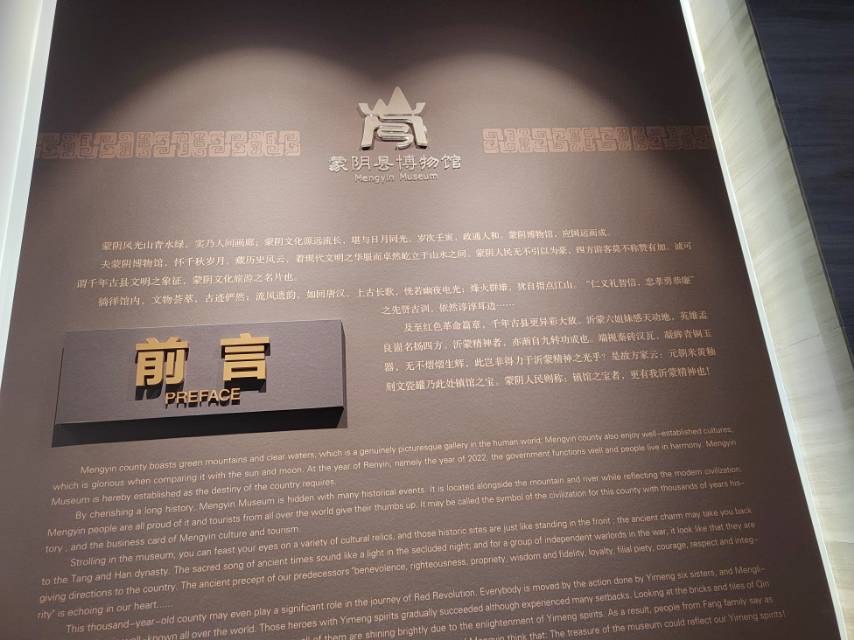 蒙阴县博物馆
Mengyin Museum
蒙阴风光山青水绿,实乃人间画廊;蒙阴文化源远流长,堪与日月同光。岁次壬寅,政通人和,蒙阴博物馆,应国运而成。
夫蒙阴博物馆,怀千秋岁月,蕴历史风云,着现代文明之华服而卓然屹立于山水之间。蒙阴人民无不引以为豪,四方游客莫不称赞有加。诚可
谓千年古县文明之象征,蒙阴文化旅游之名片也。
徜徉馆内,文物荟萃,古迹俨然;流风遗韵,如回唐汉。上古长歌,恍若幽夜电光;烽火群雄,犹自指点江山。“仁义礼智信,忠孝勇恭廉”
之先贤古训,依然淳淳耳边……
及至红色革命篇章,千年古县更异彩大放。沂蒙六姐妹感天动地,英雄孟
良崮名扬四方。沂蒙精神者,亦渐自九转功成也。端视秦砖汉瓦,凝眸青铜玉
器,无不熠熠生辉,此岂非得力于沂蒙精神之光乎?是故方家云:元朝米黄釉
刻文瓷罐乃此处镇馆之宝。蒙阴人民则称:镇馆之宝者,更有我沂蒙精神也!
前言
PREFACE
Mengyin county boasts green mountains and clear waters, which is a genuinely picturesque gallery in the human world; Mengyin county also enjoy well-established cultures,
which is glorious when comparing it with the sun and moon. At the year of Renyin, namely the year of 2022, the government functions well and people live in harmony. Mengyin
Museum is hereby established as the destiny of the country requires.
By cherishing a long history, Mengyin Museum is hidden with many historical events. It is located alongside the mountain and river while reflecting the modern civilization.
Mengyin people are all proud of it and tourists from all over the world give their thumbs up. It may be called the symbol of the civilization for this county with thousands of years his-
tory , and the business card of Mengyin culture and tourism.
Strolling in the museum, you can feast your eyes on a variety of cultural relics, and those historic sites are just like standing in the front ; the ancient charm may take you back
to the Tang and Han dynasty. The sacred song of ancient times sound like a light in the secluded night; and for a group of independent warlords in the war, it look like that they are
giving directions to the country. The ancient precept of our predecessors "benevolence, righteousness, propriety, wisdom and fidelity, loyalty, filial piety, courage, respect and integ-
rity" is echoing in our heart……
This thousand-year-old county may even play a significant role in the journey of Red Revolution. Everybody is moved by the action done by Yimeng six sisters, and Mengli-
well-known all over the world. Those heroes with Yimeng spirits gradually succeeded although experienced many setbacks. Looking at the bricks and tiles of Qin
of them are shining brightly due to the enlightenment of Yimeng spirits. As a result, people from Fang family say as
Mengyin think that: The treasure of the museum could reflect our Yimeng spirits!